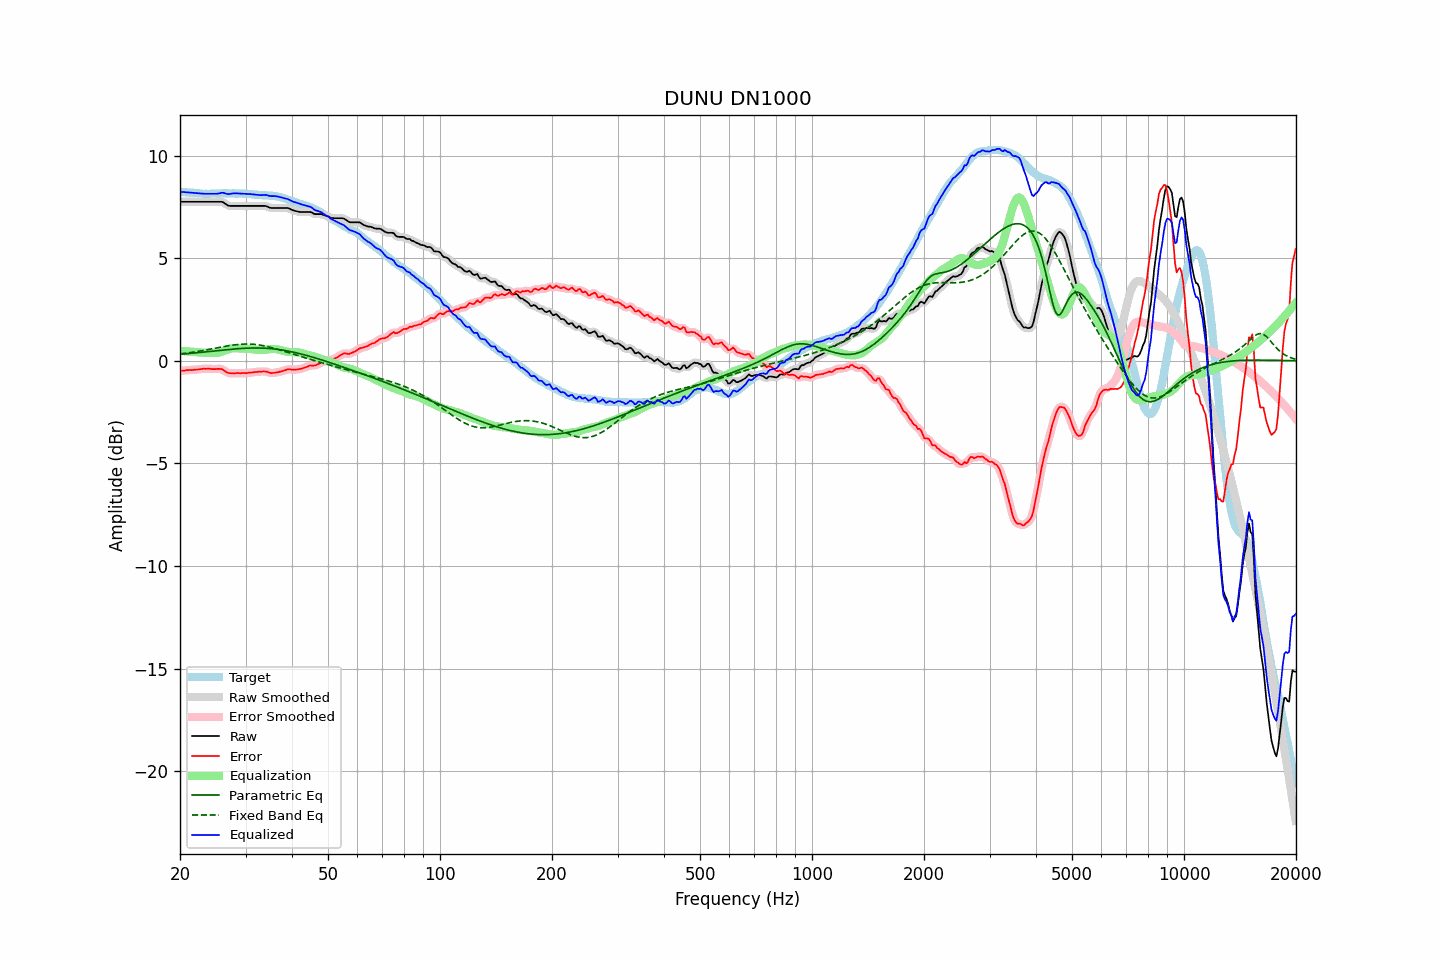 DUNU DN1000
Amplitude (dBr)
10
5
0
−5
−10
−15
−20
Target
Raw Smoothed
Error Smoothed
Raw
Error
Equalization
Parametric Eq
Fixed Band Eq
Equalized
20 50 100 200 500 1000 2000 5000 10000 20000
Frequency (Hz)